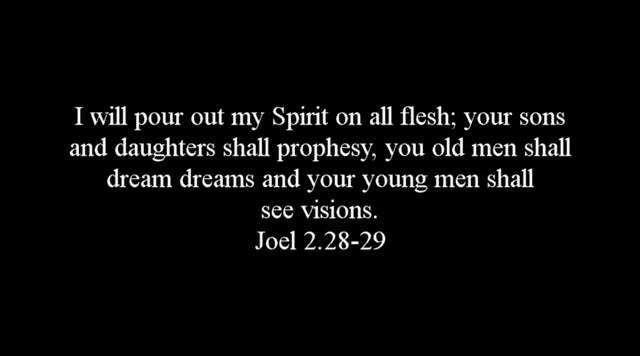 I will pour out my Spirit on all flesh; your sons
and daughters shall prophesy, you old men shall
dream dreams and your young men shall
see visions.
Joel 2.28-29